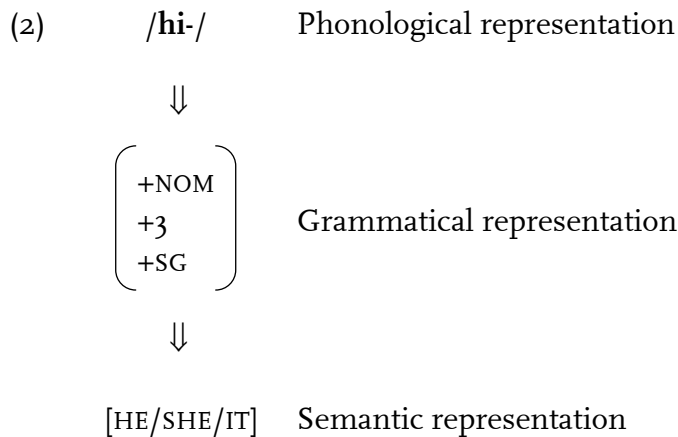 (2) /hi-/ Phonological representation
⇓
+NOM
+3 Grammatical representation
+SG
⇓
[HE/SHE/IT] Semantic representation